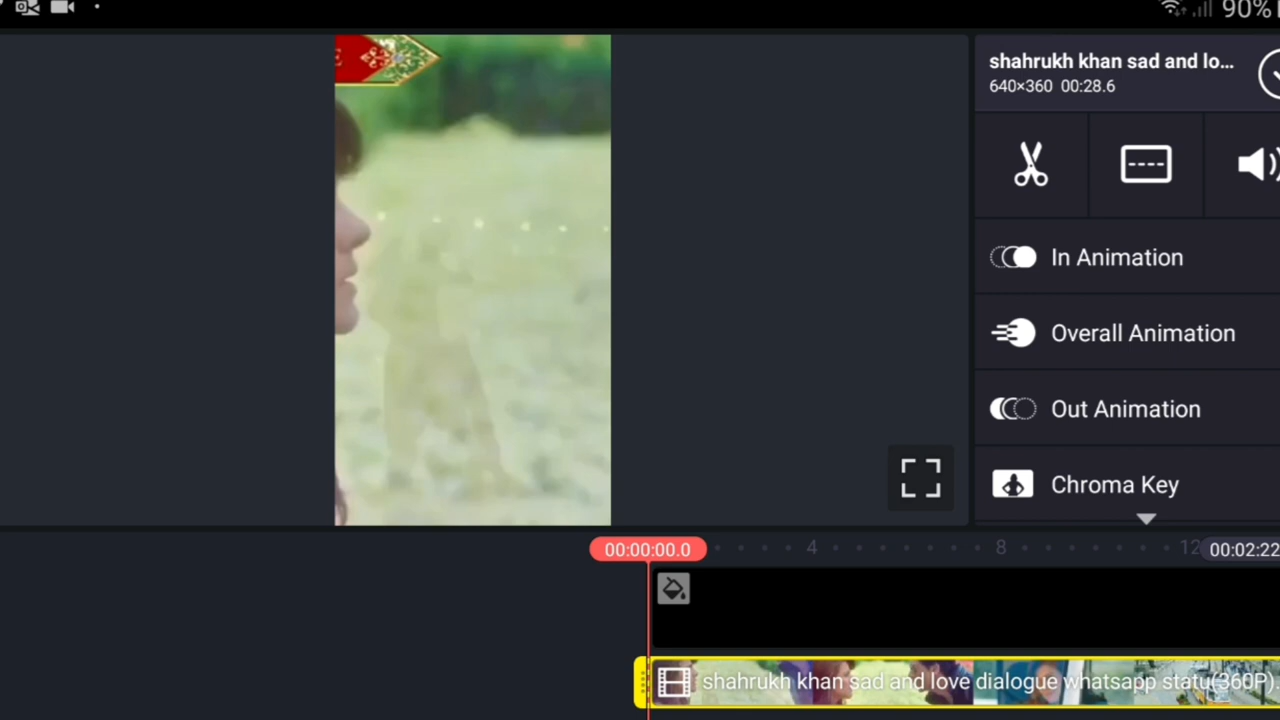 90%
shahrukh khan sad and lo...
640×360 00:28.6
In Animation
Overall Animation
Out Animation
Chroma Key
00:00:00.0
4
8
12
00:02:22
shahrukh khan sad and love dialogue whatsapp statu(360P).